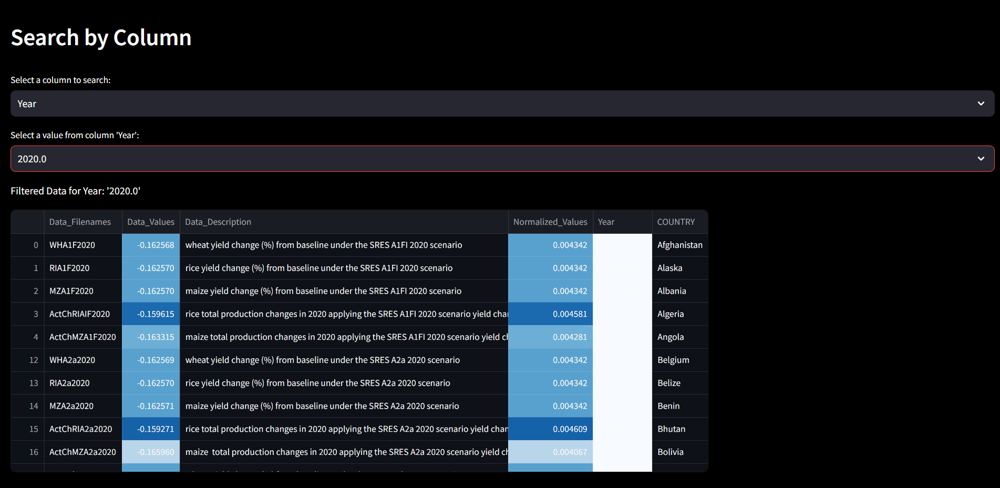 Search by Column
Select a column to search:
Year
Select a value from column 'Year':
2020.0
Filtered Data for Year: '2020.0'
Data_Filenames Data_Values Data_Description Normalized_Values Year COUNTRY
0 WHA1F2020 -0.162568 wheat yield change (%) from baseline under the SRES A1FI 2020 scenario 0.004342 Afghanistan
1 RIA1F2020 -0.162570 rice yield change (%) from baseline under the SRES A1FI 2020 scenario 0.004342 Alaska
2 MZA1F2020 -0.162570 maize yield change (%) from baseline under the SRES A1FI 2020 scenario 0.004342 Albania
3 ActChRIAIF2020 -0.159615 rice total production changes in 2020 applying the SRES A1FI 2020 scenario yield cha 0.004581 Algeria
4 ActChMZA1F2020 -0.163315 maize total production changes in 2020 applying the SRES A1FI 2020 scenario yield ch 0.004281 Angola
12 WHA2a2020 -0.162569 wheat yield change (%) from baseline under the SRES A2a 2020 scenario 0.004342 Belgium
13 RIA2a2020 -0.162570 rice yield change (%) from baseline under the SRES A2a 2020 scenario 0.004342 Belize
14 MZA2a2020 -0.162571 maize yield change (%) from baseline under the SRES A2a 2020 scenario 0.004342 Benin
15 ActChRIA2a2020 -0.159271 rice total production changes in 2020 applying the SRES A2a 2020 scenario yield chan 0.004609 Bhutan
16 ActChMZA2a2020 -0.165960 maize  total production changes in 2020 applying the SRES A2a 2020 scenario yield ch 0.004067 Bolivia